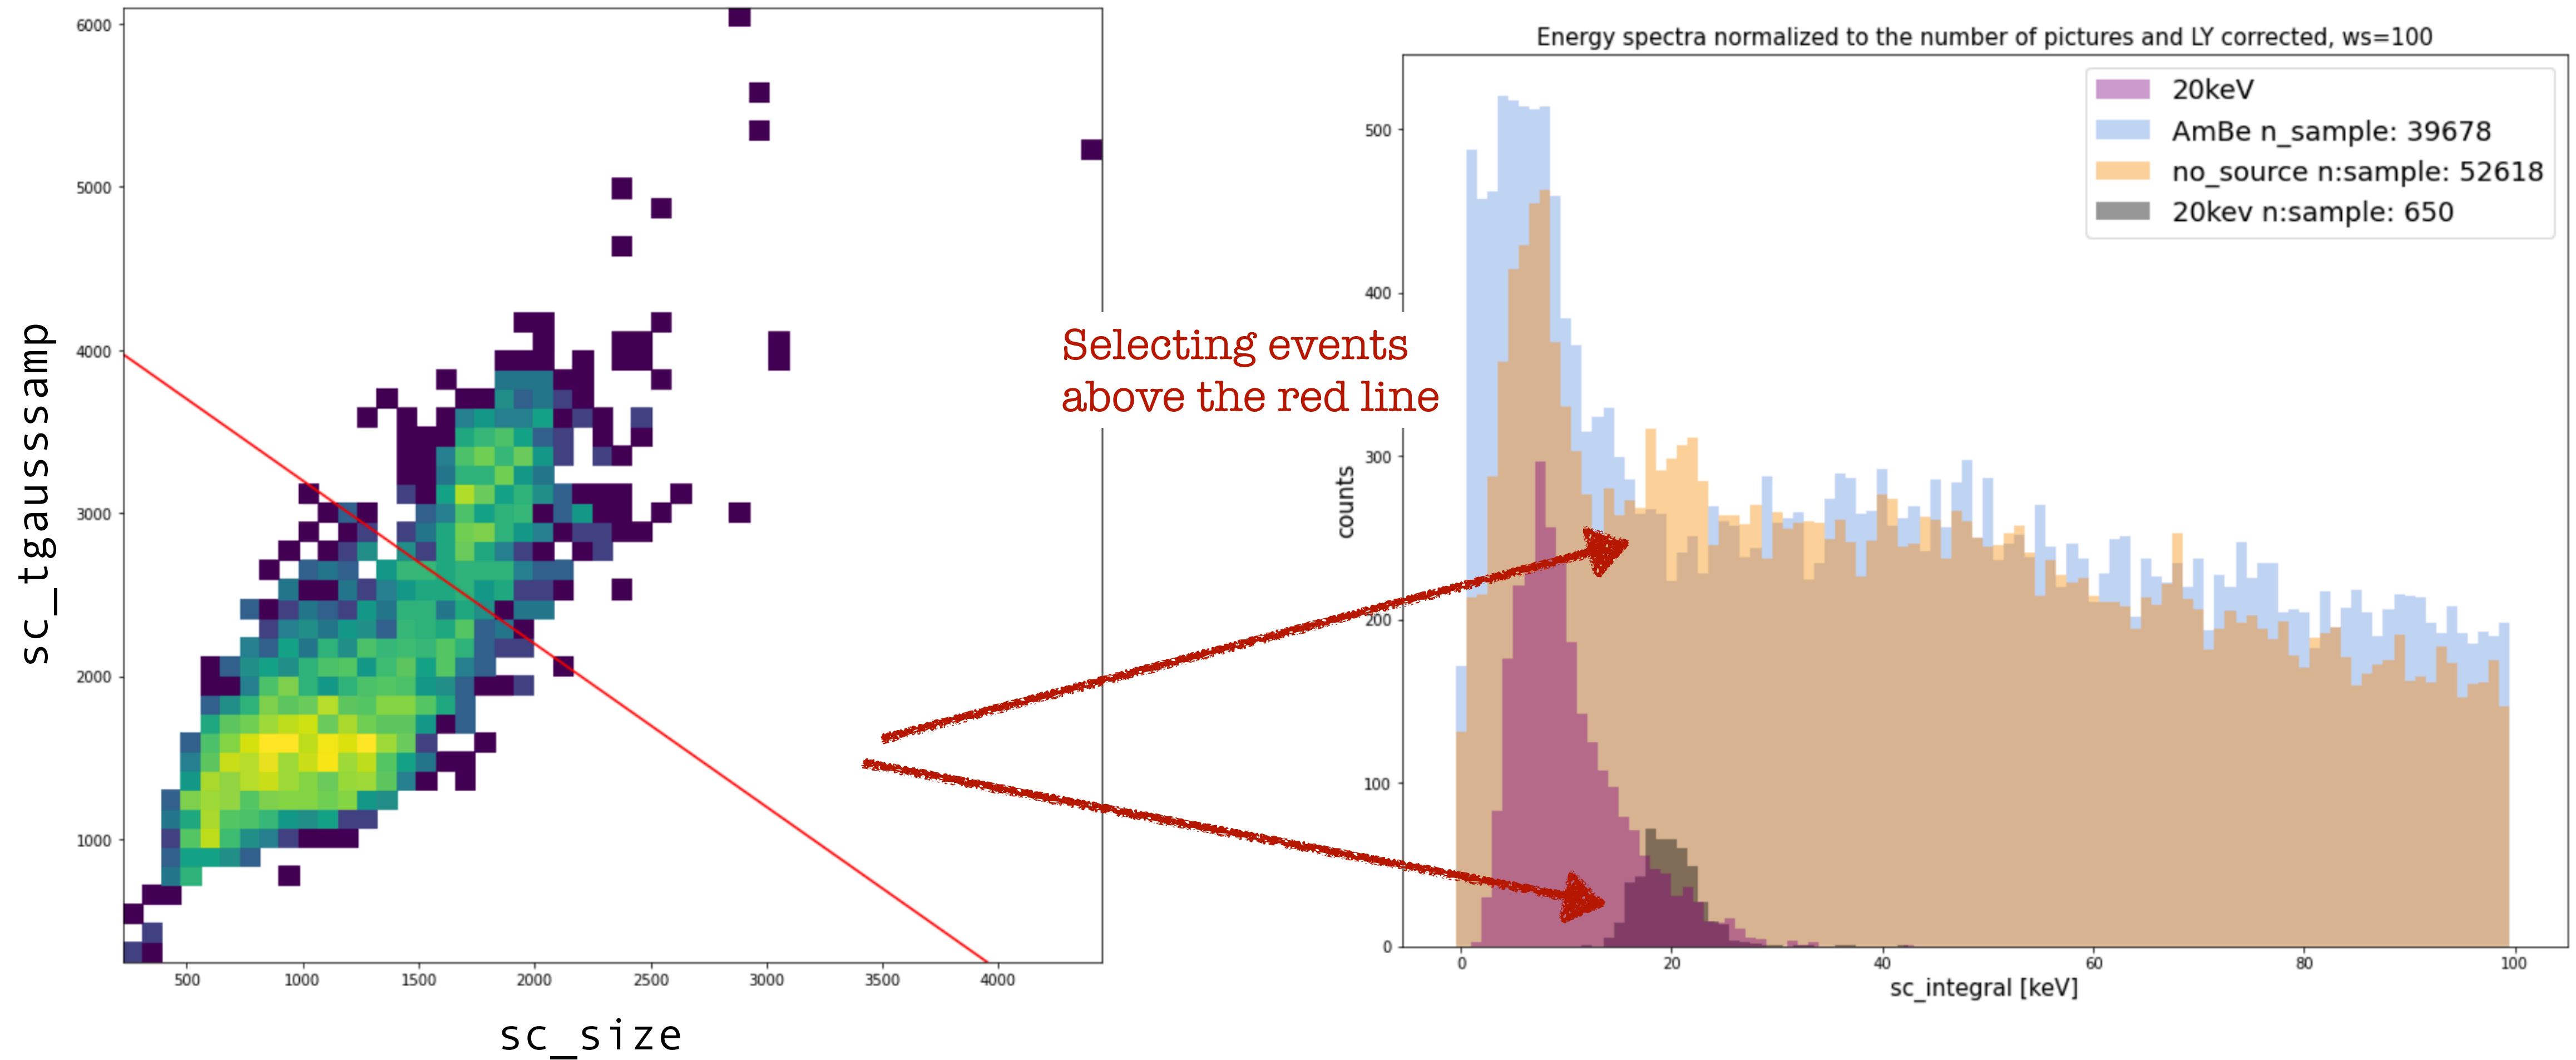 6000
5000
4000
3000
2000
1000
sc_tgausssamp
500
1000
1500
2000
2500
3000
3500
4000
sc_size
Selecting events
above the red line
Energy spectra normalized to the number of pictures and LY corrected, ws=100
20keV
AmBe n_sample: 39678
no_source n:sample: 52618
20kev n:sample: 650
500
400
300
200
100
0
counts
0
20
40
60
80
100
sc_integral [keV]